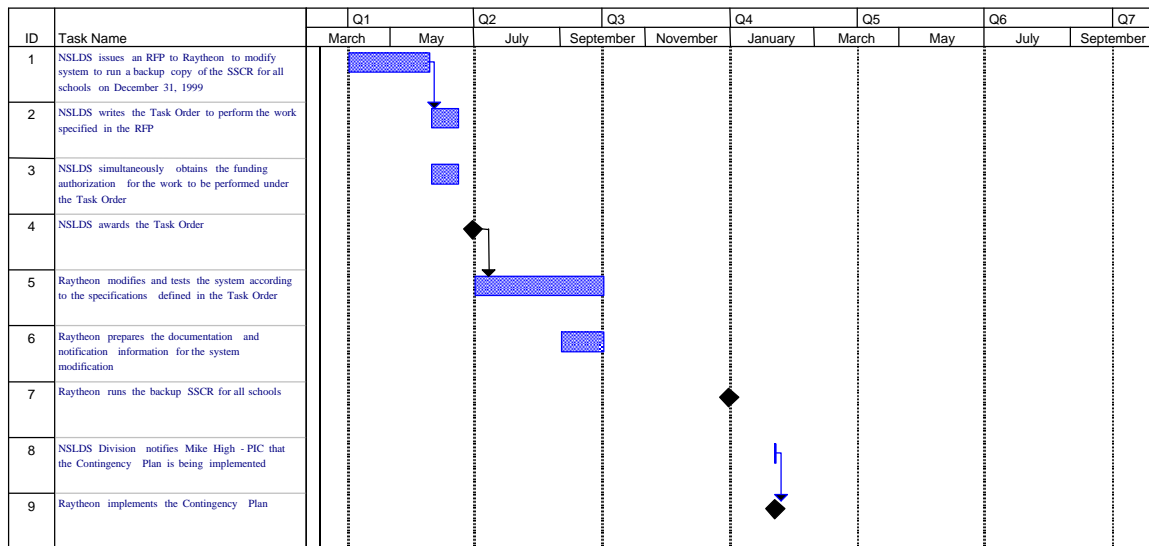 Q1 Q2 Q3 Q4 Q5 Q6 Q7
ID Task Name March May July September November January March May July September
1 NSLDS issues an RFP to Raytheon to modify
system to run a backup copy of the SSCR for all
schools on December 31, 1999
2 NSLDS writes the Task Order to perform the work
specified in the RFP
3 NSLDS simultaneously obtains the funding
authorization for the work to be performed under
the Task Order
4 NSLDS awards the Task Order
5 Raytheon modifies and tests the system according
to the specifications defined in the Task Order
6 Raytheon prepares the documentation and
notification information for the system
modification
7 Raytheon runs the backup SSCR for all schools
8 NSLDS Division notifies Mike High - PIC that
the Contingency Plan is being implemented
9 Raytheon implements the Contingency Plan